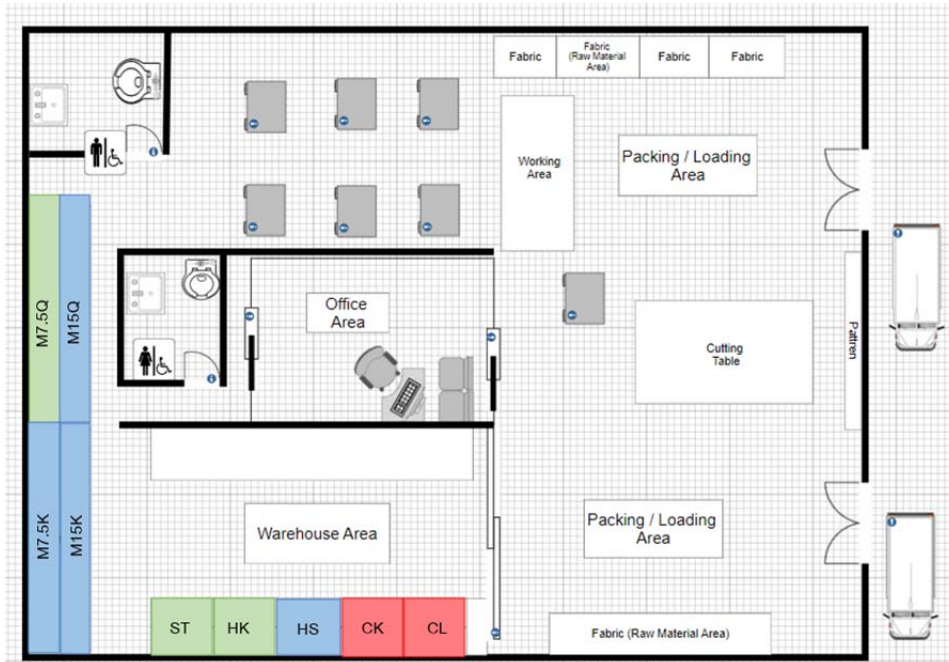 Fabric
Fabric
(Raw Material
Area)
Fabric
Fabric
Working
Area
Packing / Loading
Area
M7.5Q
M15Q
Office
Area
Cutting
Table
Pattren
M7.5K
M15K
Warehouse Area
Packing / Loading
Area
ST
HK
HS
CK
CL
Fabric (Raw Material Area)